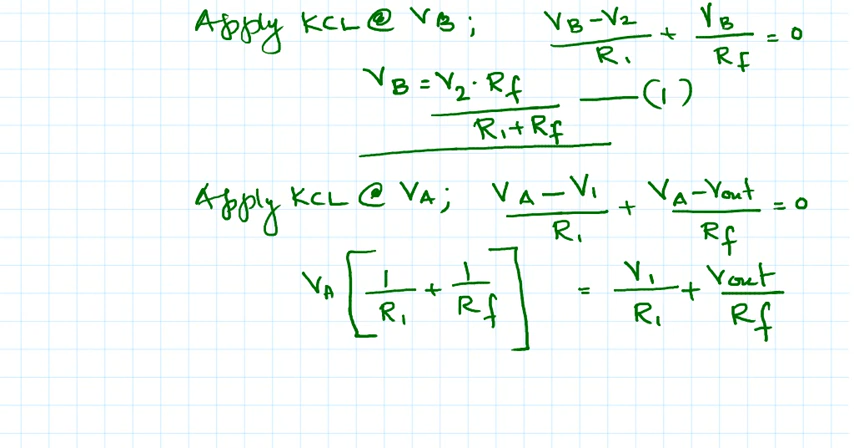 Apply KCL @ VB; (VB - V2)/R1 + VB/Rf = 0
VB = V2 · Rf/(R1 + Rf) —— (1)
Apply KCL @ VA; (VA - V1)/R1 + (VA - Vout)/Rf = 0
VA [1/R1 + 1/Rf] = V1/R1 + Vout/Rf